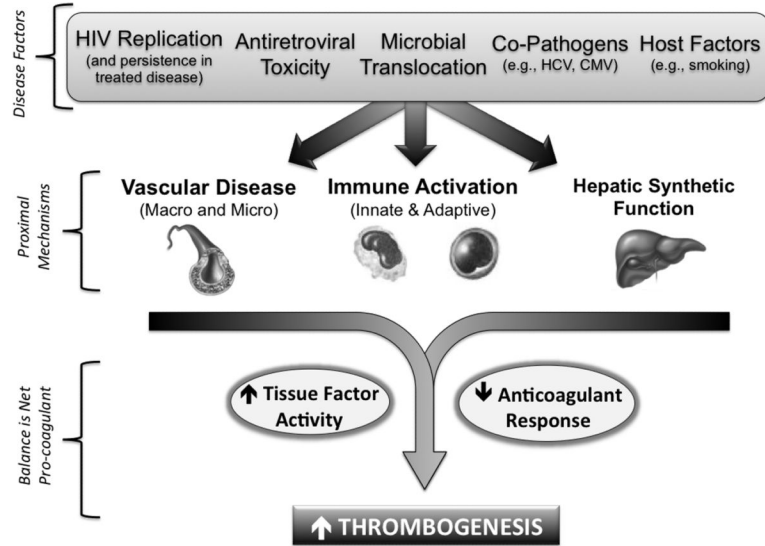 Disease Factors
HIV Replication
(and persistence in
treated disease)
Antiretroviral
Toxicity
Microbial
Translocation
Co-Pathogens
(e.g., HCV, CMV)
Host Factors
(e.g., smoking)
Proximal
Mechanisms
Vascular Disease
(Macro and Micro)
Immune Activation
(Innate & Adaptive)
Hepatic Synthetic
Function
Balance is Net
Pro-coagulant
Tissue Factor
Activity
Anticoagulant
Response
THROMBOGENESIS